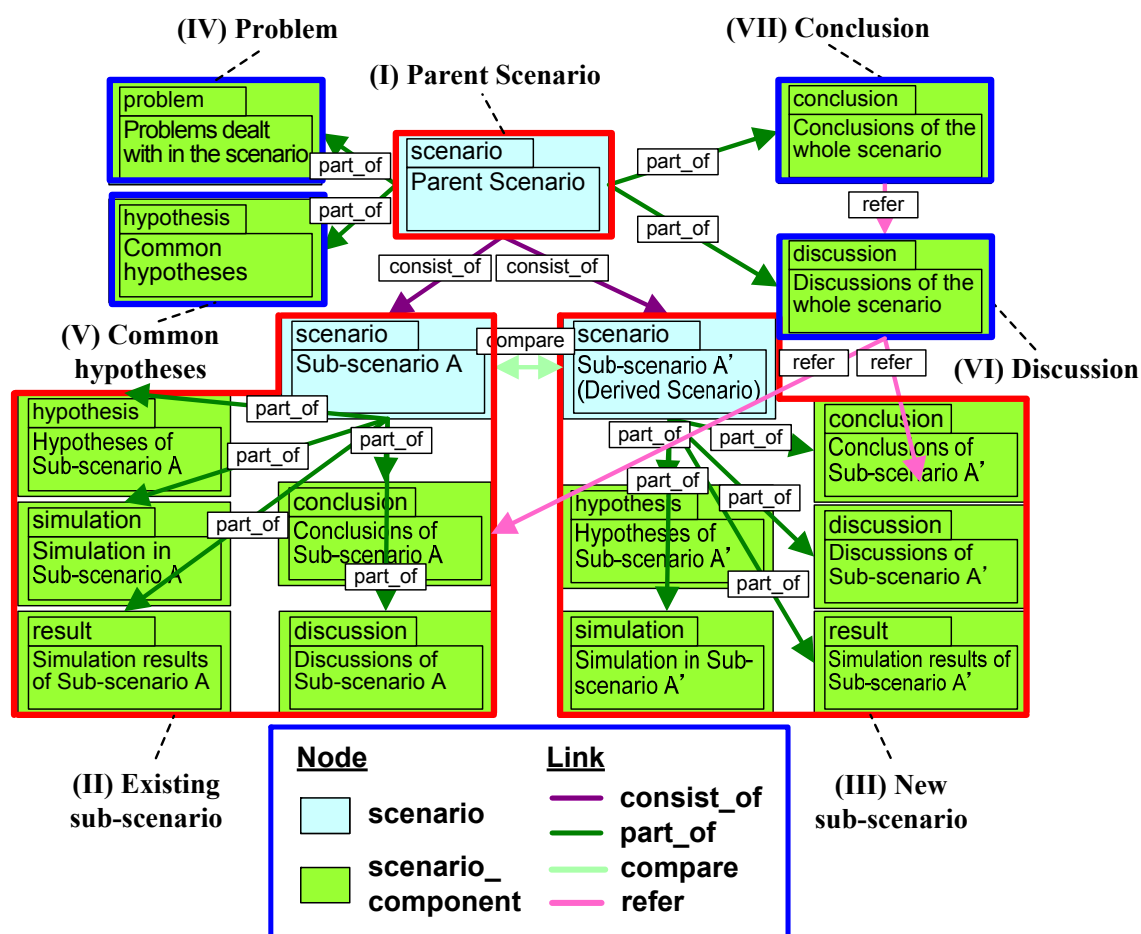 (IV) Problem
(VII) Conclusion
(I) Parent Scenario
problem
Problems dealt
with in the scenario
part_of
hypothesis
Common
hypotheses
part_of
scenario
Parent Scenario
part_of
part_of
conclusion
Conclusions of the
whole scenario
refer
discussion
Discussions of the
whole scenario
consist_of
consist_of
(V) Common
hypotheses
(VI) Discussion
scenario
Sub-scenario A
compare
scenario
Sub-scenario A'
(Derived Scenario)
refer
refer
hypothesis
Hypotheses of
Sub-scenario A
part_of
part_of
part_of
part_of
simulation
Simulation in
Sub-scenario
A
conclusion
Conclusions of
Sub-scenario A
part_of
result
Simulation results
of Sub-scenario A
discussion
Discussions of
Sub-scenario A
part_of
part_of
part_of
part_of
part_of
hypothesis
Hypotheses of
Sub-scenario A'
simulation
Simulation in Sub-
scenario A'
conclusion
Conclusions of
Sub-scenario A'
discussion
Discussions of
Sub-scenario A'
result
Simulation results of
Sub-scenario A'
(II) Existing
sub-scenario
(III) New
sub-scenario
Node
scenario
scenario_
component
Link
consist_of
part_of
compare
refer